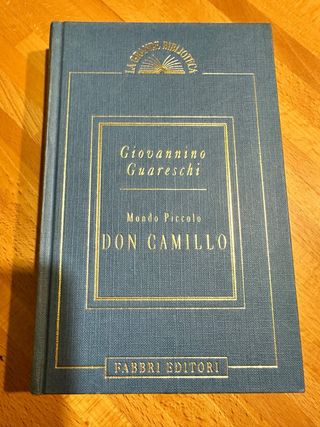 LA GRANDE BIBLIOTECA
Giovannino
Guareschi
Mondo Piccolo
DON CAMILLO
FABBRI EDITORI